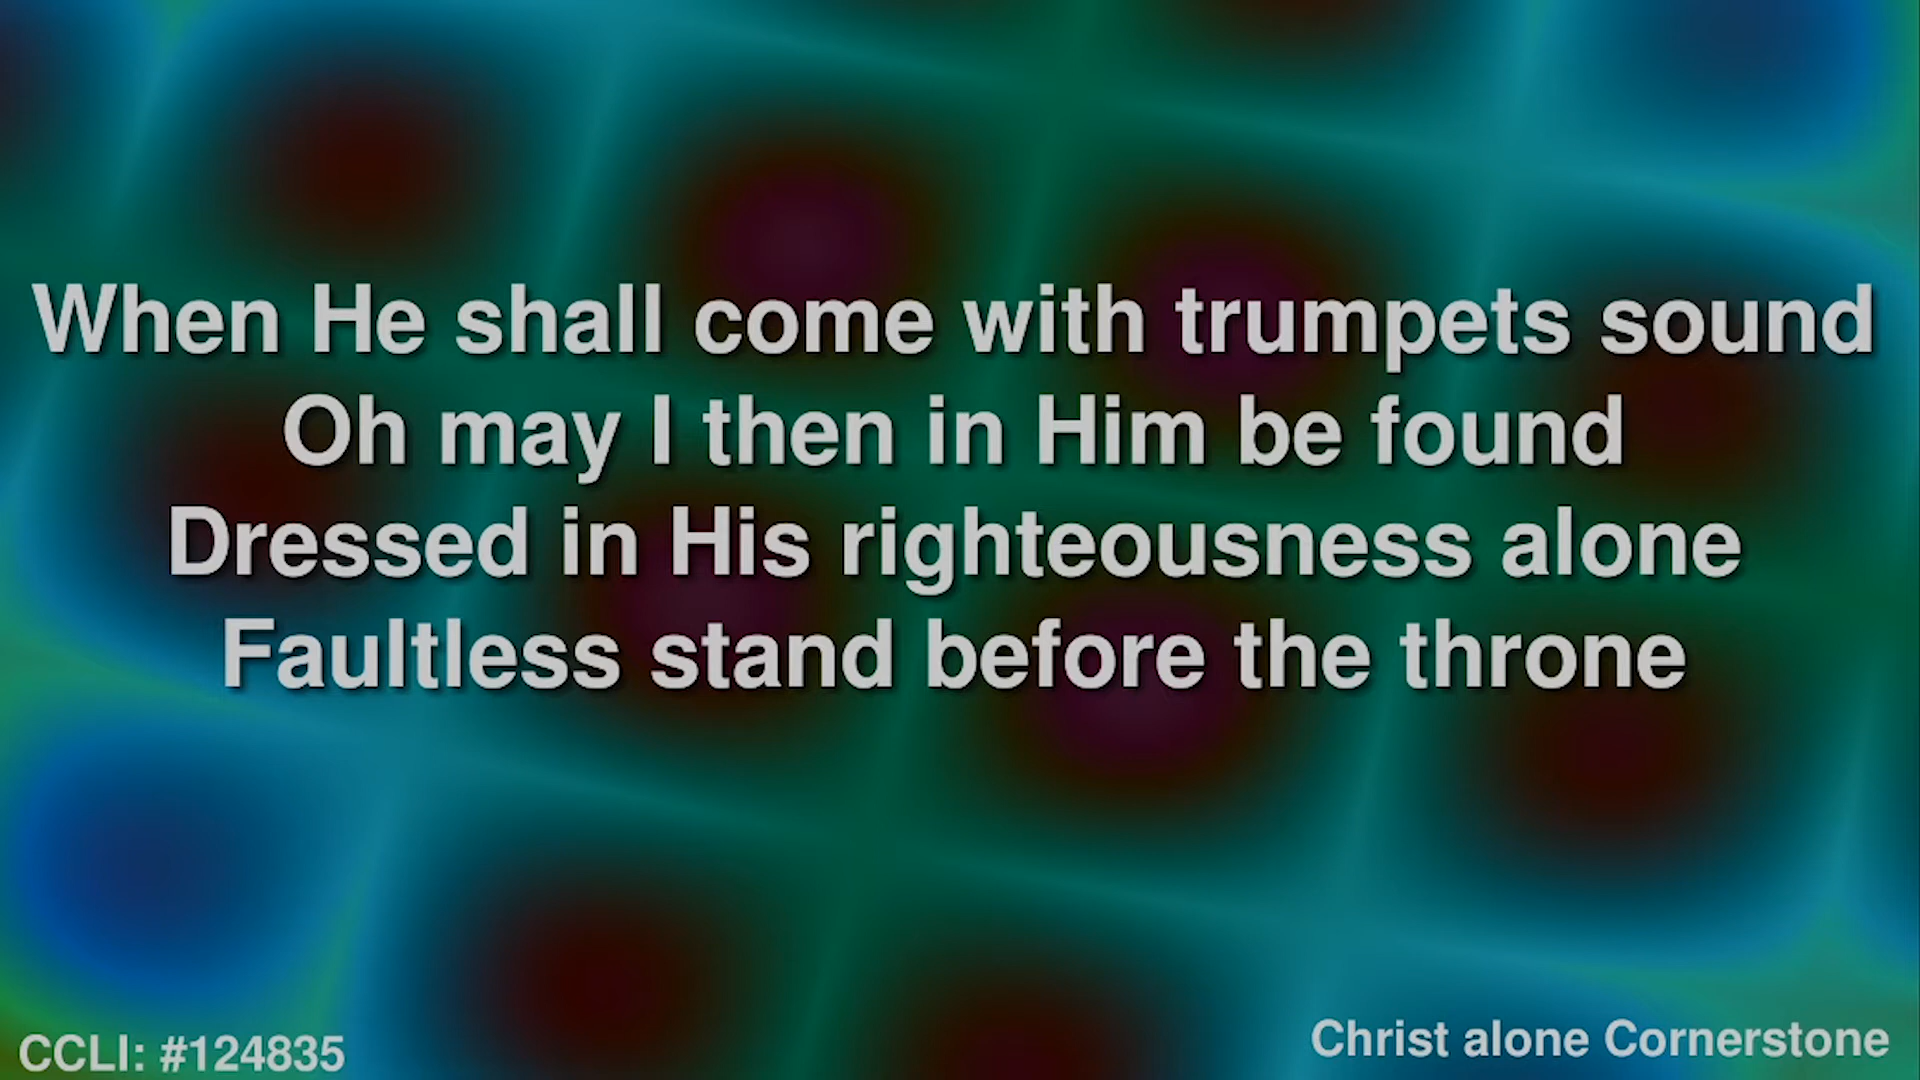 When He shall come with trumpets sound
Oh may I then in Him be found
Dressed in His righteousness alone
Faultless stand before the throne
CCLI: #124835
Christ alone Cornerstone